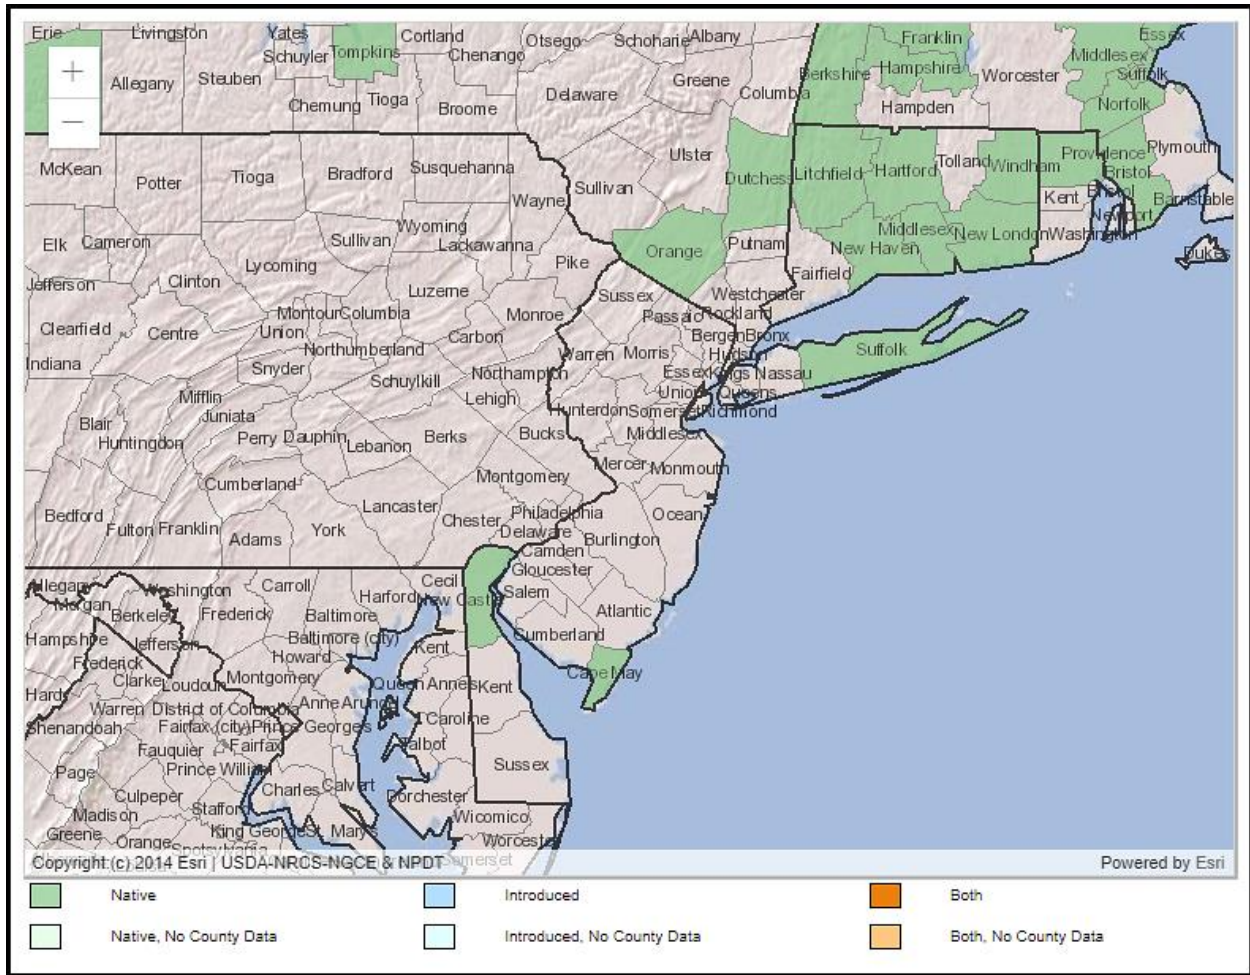 Erie Livingston Yates Cortland Otsego Schoharie Albany Franklin Essex
Schuyler Tompkins Chenango Middlesex
+ Allegany Steuben Greene Berkshire Hampshire Worcester Suffolk
Chemung Tioga Broome Delaware Columbia Hampden Norfolk
−
McKean Potter Tioga Bradford Susquehanna Ulster Tolland Windham Providence Plymouth
Wayne Sullivan Dutchess Litchfield Hartford Bristol
Kent Bristol Barnstable
Elk Cameron Sullivan Wyoming Lackawanna Orange Putnam New Haven Middlesex New London Washington Newport
Lycoming Pike Fairfield Dukes
Jefferson Clinton Luzerne Sussex Westchester
Clearfield Centre Montour Columbia Monroe Passaic Rockland
Union Carbon Bergen Bronx
Indiana Northumberland Warren Morris Hudson Suffolk
Snyder Schuylkill Northampton Essex Kings Nassau
Mifflin Lehigh Union Queens
Blair Juniata Hunterdon Somerset Richmond
Huntingdon Perry Dauphin Lebanon Berks Bucks Middlesex
Cumberland Montgomery Mercer Monmouth
Bedford Fulton Franklin Adams York Lancaster Chester Philadelphia Ocean
Delaware Burlington
Camden
Allegany Washington Carroll Cecil Gloucester
Morgan Berkeley Frederick Harford New Castle Salem
Baltimore Atlantic
Hampshire Jefferson Baltimore (city) Kent Cumberland
Frederick Howard
Clarke Loudoun Montgomery Queen Anne's Kent Cape May
Hardy
Warren District of Columbia Anne Arundel
Shenandoah Fairfax (city) Prince George's Caroline
Fauquier Fairfax Talbot
Page Prince William Sussex
Culpeper Charles Calvert Dorchester
Madison Stafford Wicomico
Greene Orange Spotsylvania King George St. Mary's Worcester
Somerset
Copyright (c) 2014 Esri | USDA-NRCS-NGCE & NPDT Powered by Esri
Native Introduced Both
Native, No County Data Introduced, No County Data Both, No County Data